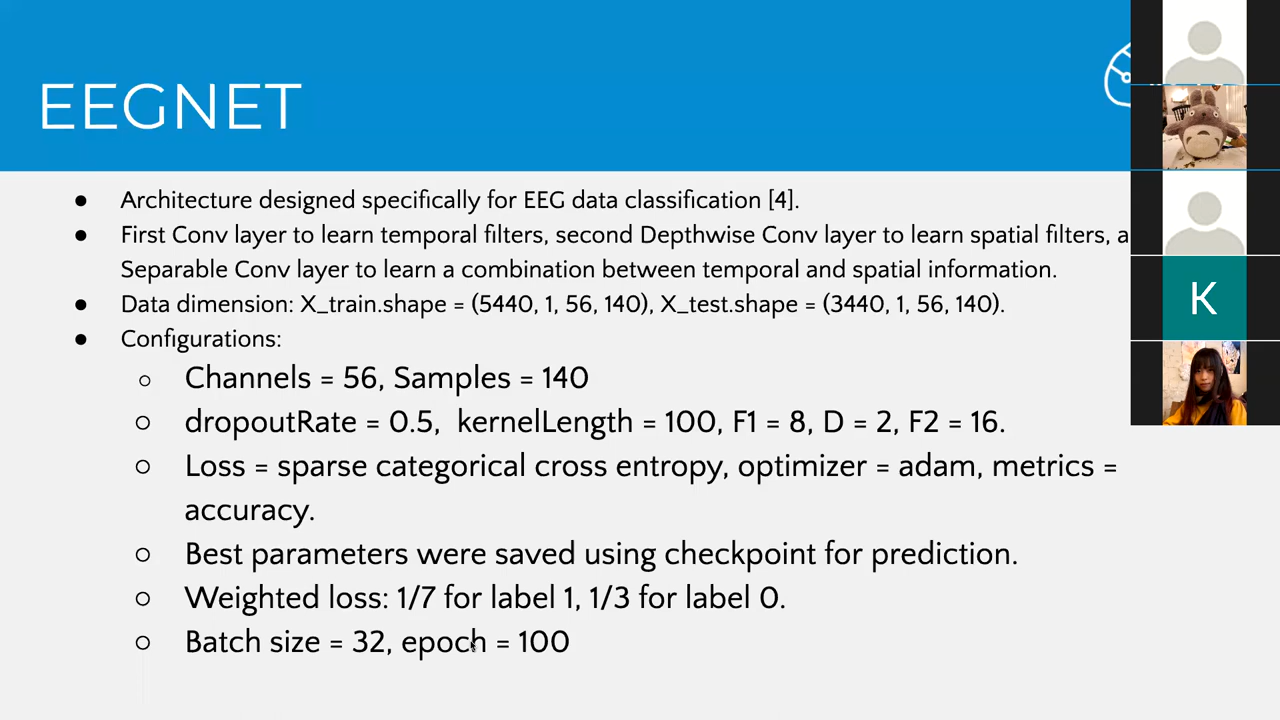 EEGNET
● Architecture designed specifically for EEG data classification [4].
● First Conv layer to learn temporal filters, second Depthwise Conv layer to learn spatial filters, a
Separable Conv layer to learn a combination between temporal and spatial information.
● Data dimension: X_train.shape = (5440, 1, 56, 140), X_test.shape = (3440, 1, 56, 140).
● Configurations:
○ Channels = 56, Samples = 140
○ dropoutRate = 0.5, kernelLength = 100, F1 = 8, D = 2, F2 = 16.
○ Loss = sparse categorical cross entropy, optimizer = adam, metrics =
accuracy.
○ Best parameters were saved using checkpoint for prediction.
○ Weighted loss: 1/7 for label 1, 1/3 for label 0.
○ Batch size = 32, epoch = 100
K